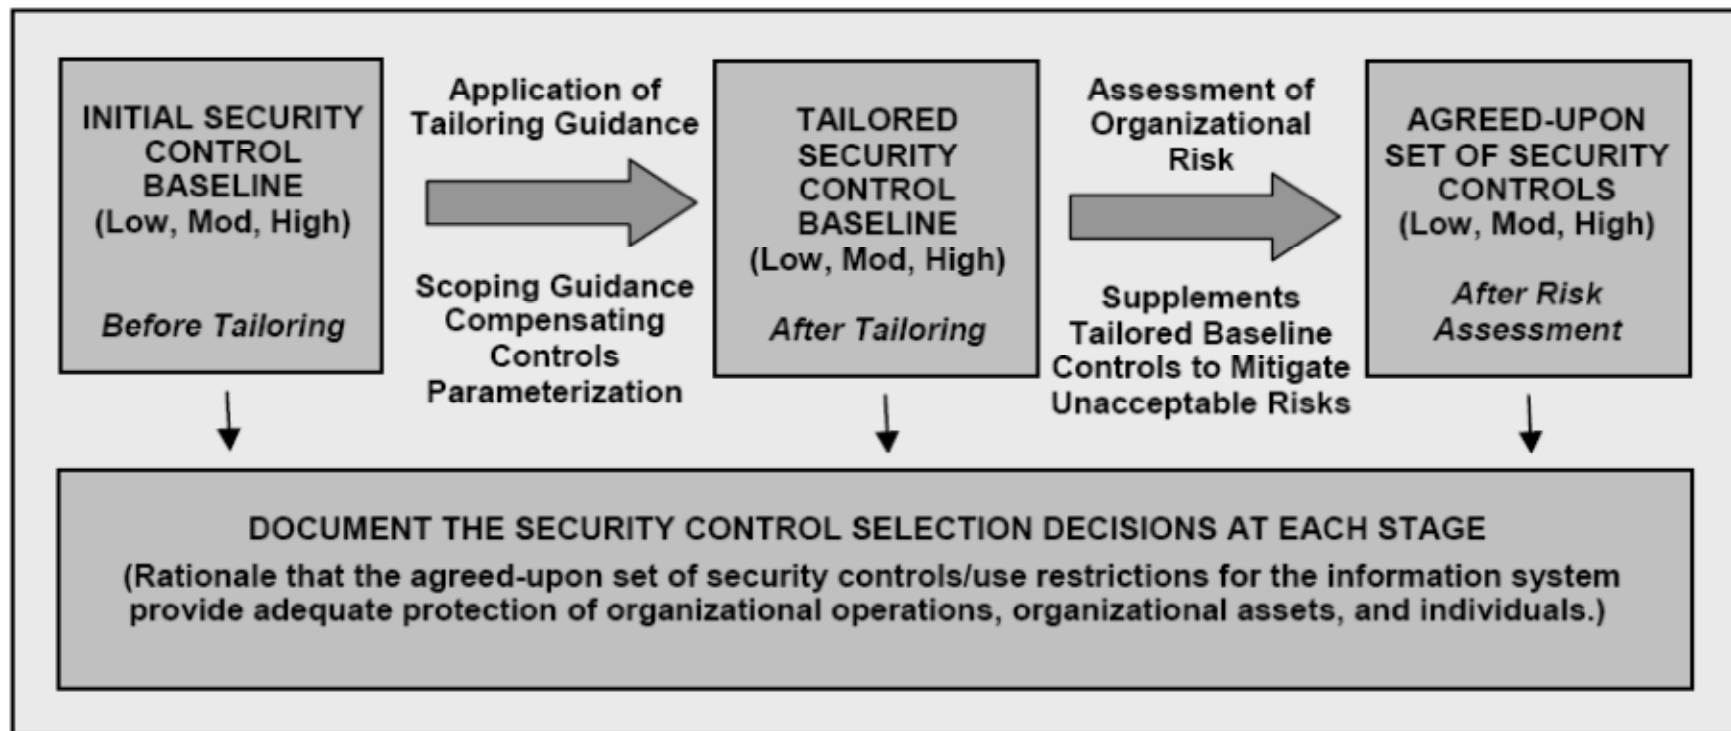 INITIAL SECURITY
CONTROL
BASELINE
(Low, Mod, High)
Before Tailoring
Application of
Tailoring Guidance
Scoping Guidance
Compensating
Controls
Parameterization
TAILORED
SECURITY
CONTROL
BASELINE
(Low, Mod, High)
After Tailoring
Assessment of
Organizational
Risk
Supplements
Tailored Baseline
Controls to Mitigate
Unacceptable Risks
AGREED-UPON
SET OF SECURITY
CONTROLS
(Low, Mod, High)
After Risk
Assessment
DOCUMENT THE SECURITY CONTROL SELECTION DECISIONS AT EACH STAGE
(Rationale that the agreed-upon set of security controls/use restrictions for the information system
provide adequate protection of organizational operations, organizational assets, and individuals.)